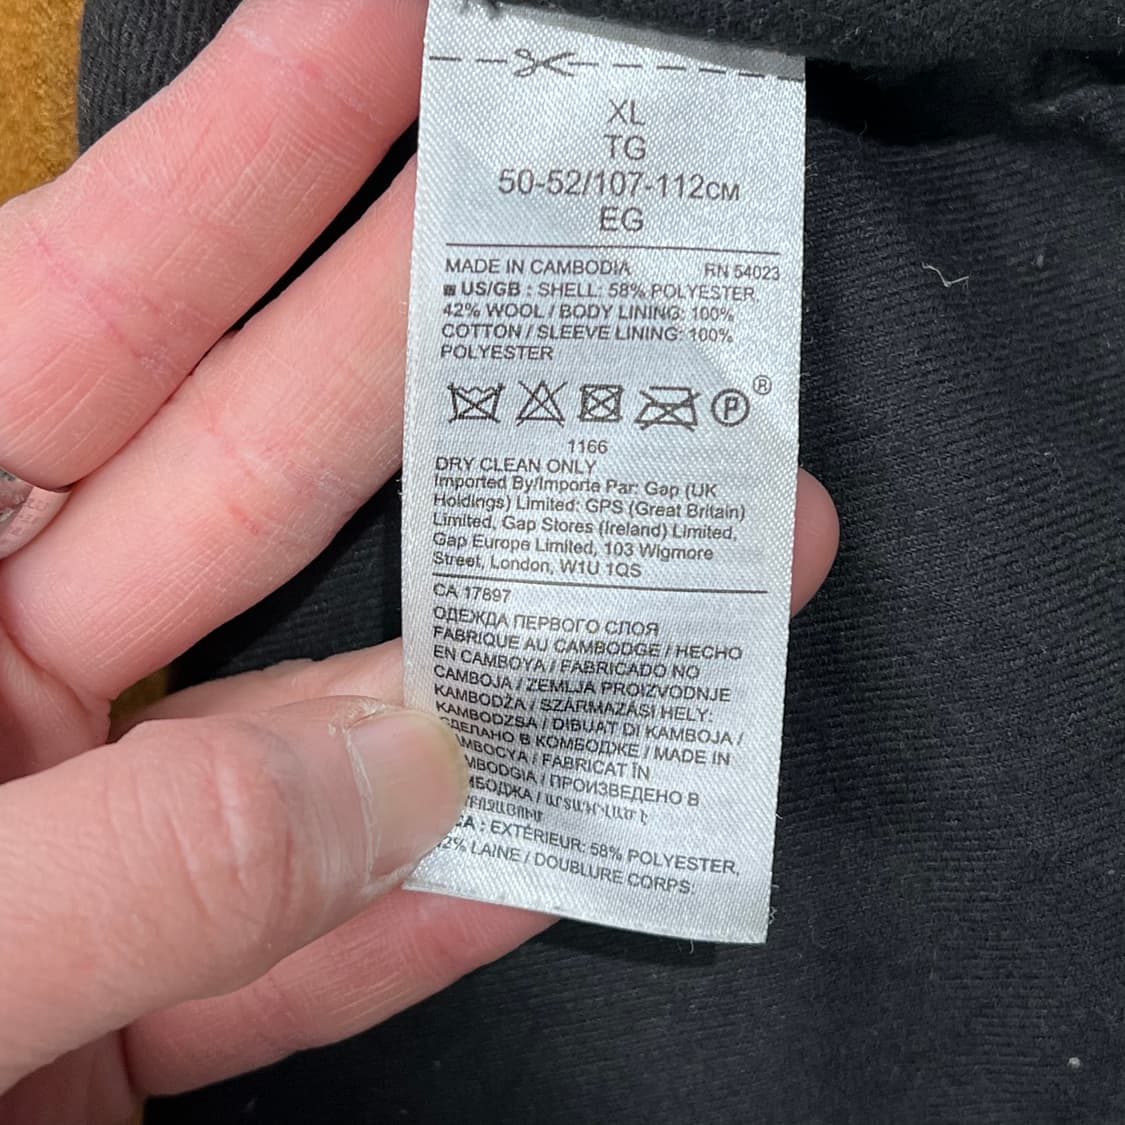 XL
TG
50-52/107-112CM
EG
MADE IN CAMBODIA RN 54023
US/GB : SHELL: 58% POLYESTER,
42% WOOL / BODY LINING: 100%
COTTON / SLEEVE LINING: 100%
POLYESTER
P ®
1166
DRY CLEAN ONLY
Imported By/Importe Par: Gap (UK
Holdings) Limited: GPS (Great Britain)
Limited, Gap Stores (Ireland) Limited,
Gap Europe Limited, 103 Wigmore
Street, London, W1U 1QS
CA 17897
ОДЕЖДА ПЕРВОГО СЛОЯ
FABRIQUE AU CAMBODGE / HECHO
EN CAMBOYA / FABRICADO NO
CAMBOJA / ZEMLJA PROIZVODNJE
KAMBODŽA / SZÁRMAZÁSI HELY:
KAMBODZSA / DIBUAT DI KAMBOJA /
СДЕЛАНО В КОМБОДЖЕ / MADE IN
/ FABRICAT ÎN
/ ПРОИЗВЕДЕНО В
/
: EXTÉRIEUR: 58% POLYESTER,
42% LAINE / DOUBLURE CORPS: